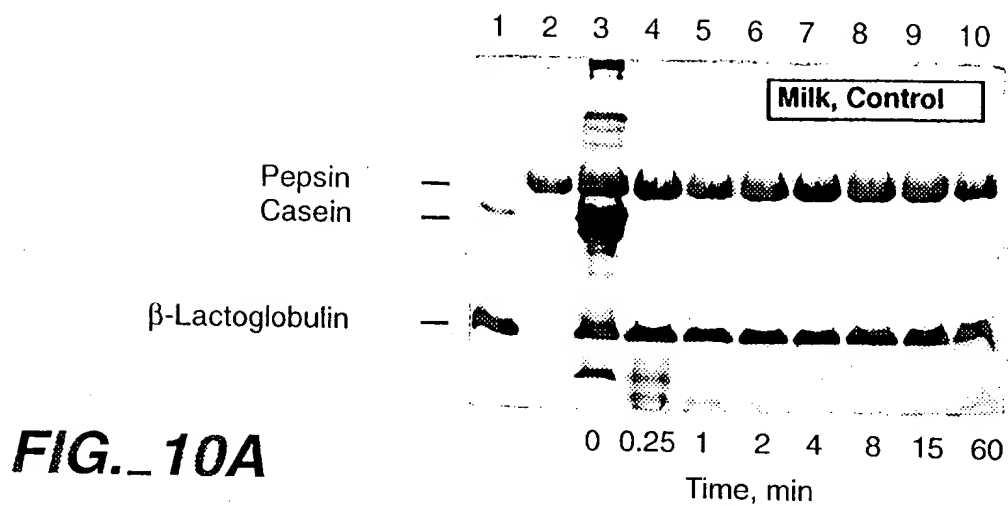 1 2 3 4 5 6 7 8 9 10
Milk, Control
Pepsin
Casein
β-Lactoglobulin
0 0.25 1 2 4 8 15 60
Time, min
FIG._10A